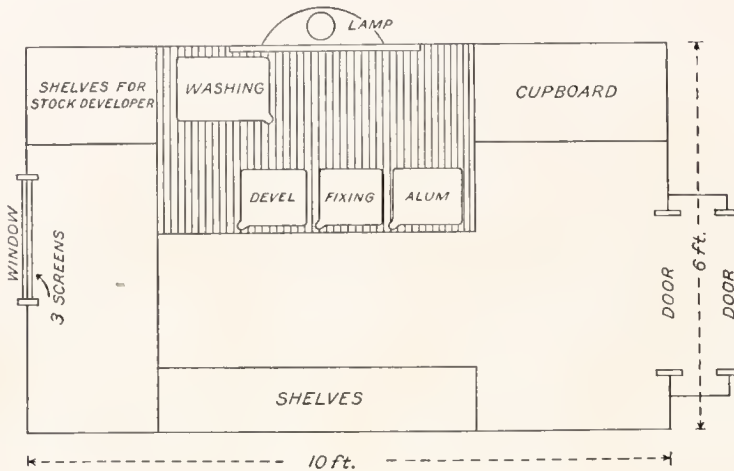 LAMP
SHELVES FOR
STOCK DEVELOPER
WASHING
CUPBOARD
DEVEL
FIXING
ALUM
WINDOW
3 SCREENS
DOOR
6 ft.
DOOR
SHELVES
10 ft.